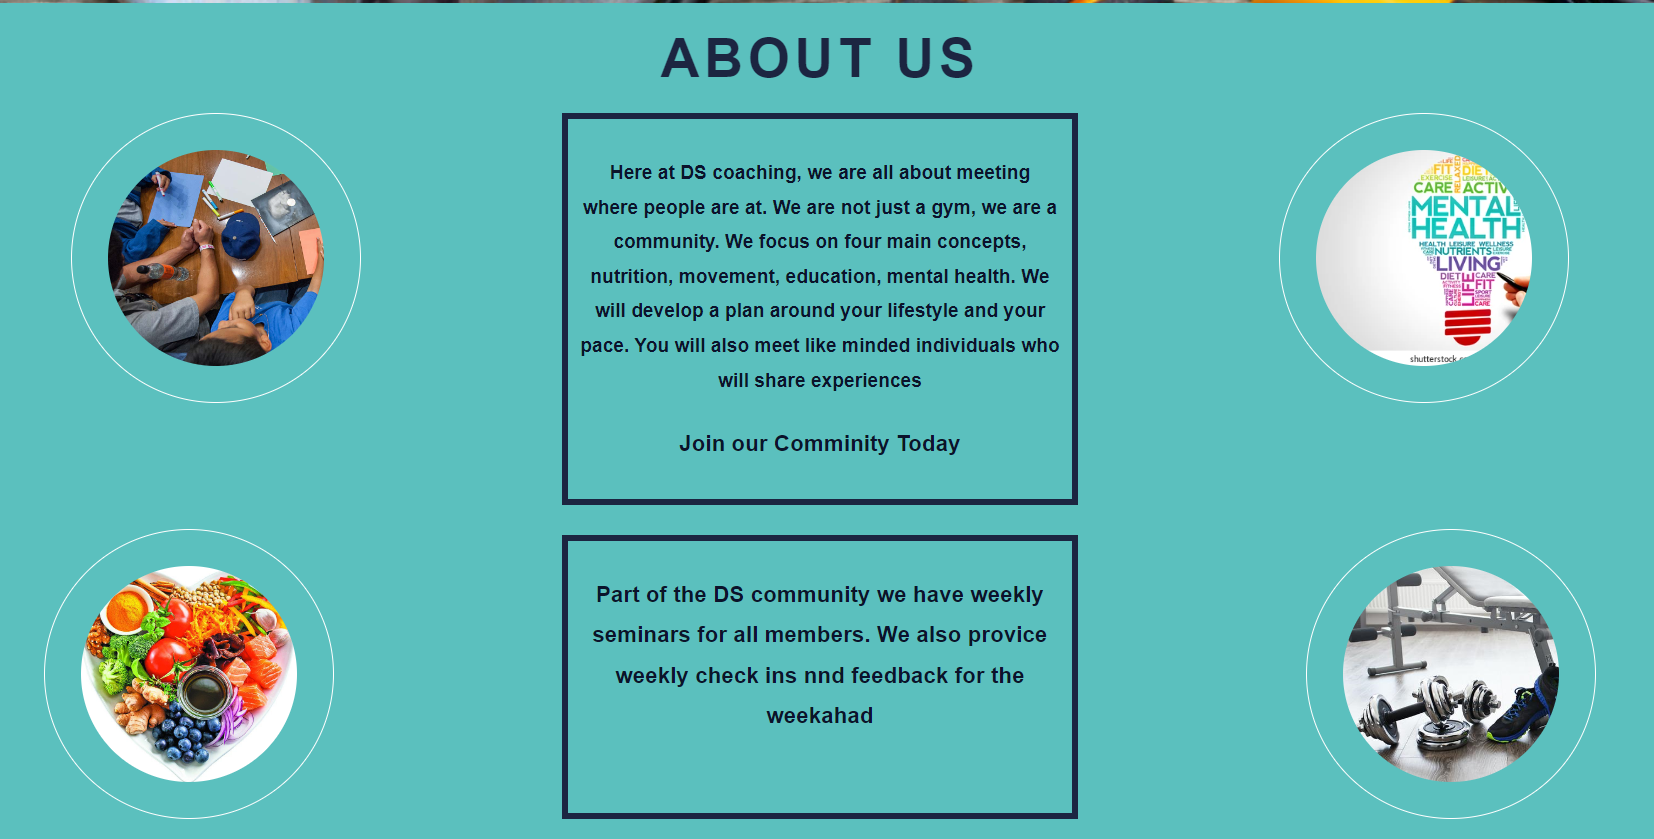 ABOUT US
Here at DS coaching, we are all about meeting
where people are at. We are not just a gym, we are a
community. We focus on four main concepts,
nutrition, movement, education, mental health. We
will develop a plan around your lifestyle and your
pace. You will also meet like minded individuals who
will share experiences
Join our Comminity Today
FIT
EXERCISE
RELAXED
CARE
MENTAL
HEALTH
HEALTH LEISURE WELLNESS
NUTRIENTS
LIVING
DIET CARE
LIFE
FIT
SPORT
CARE
Part of the DS community we have weekly
seminars for all members. We also provice
weekly check ins nnd feedback for the
weekahad